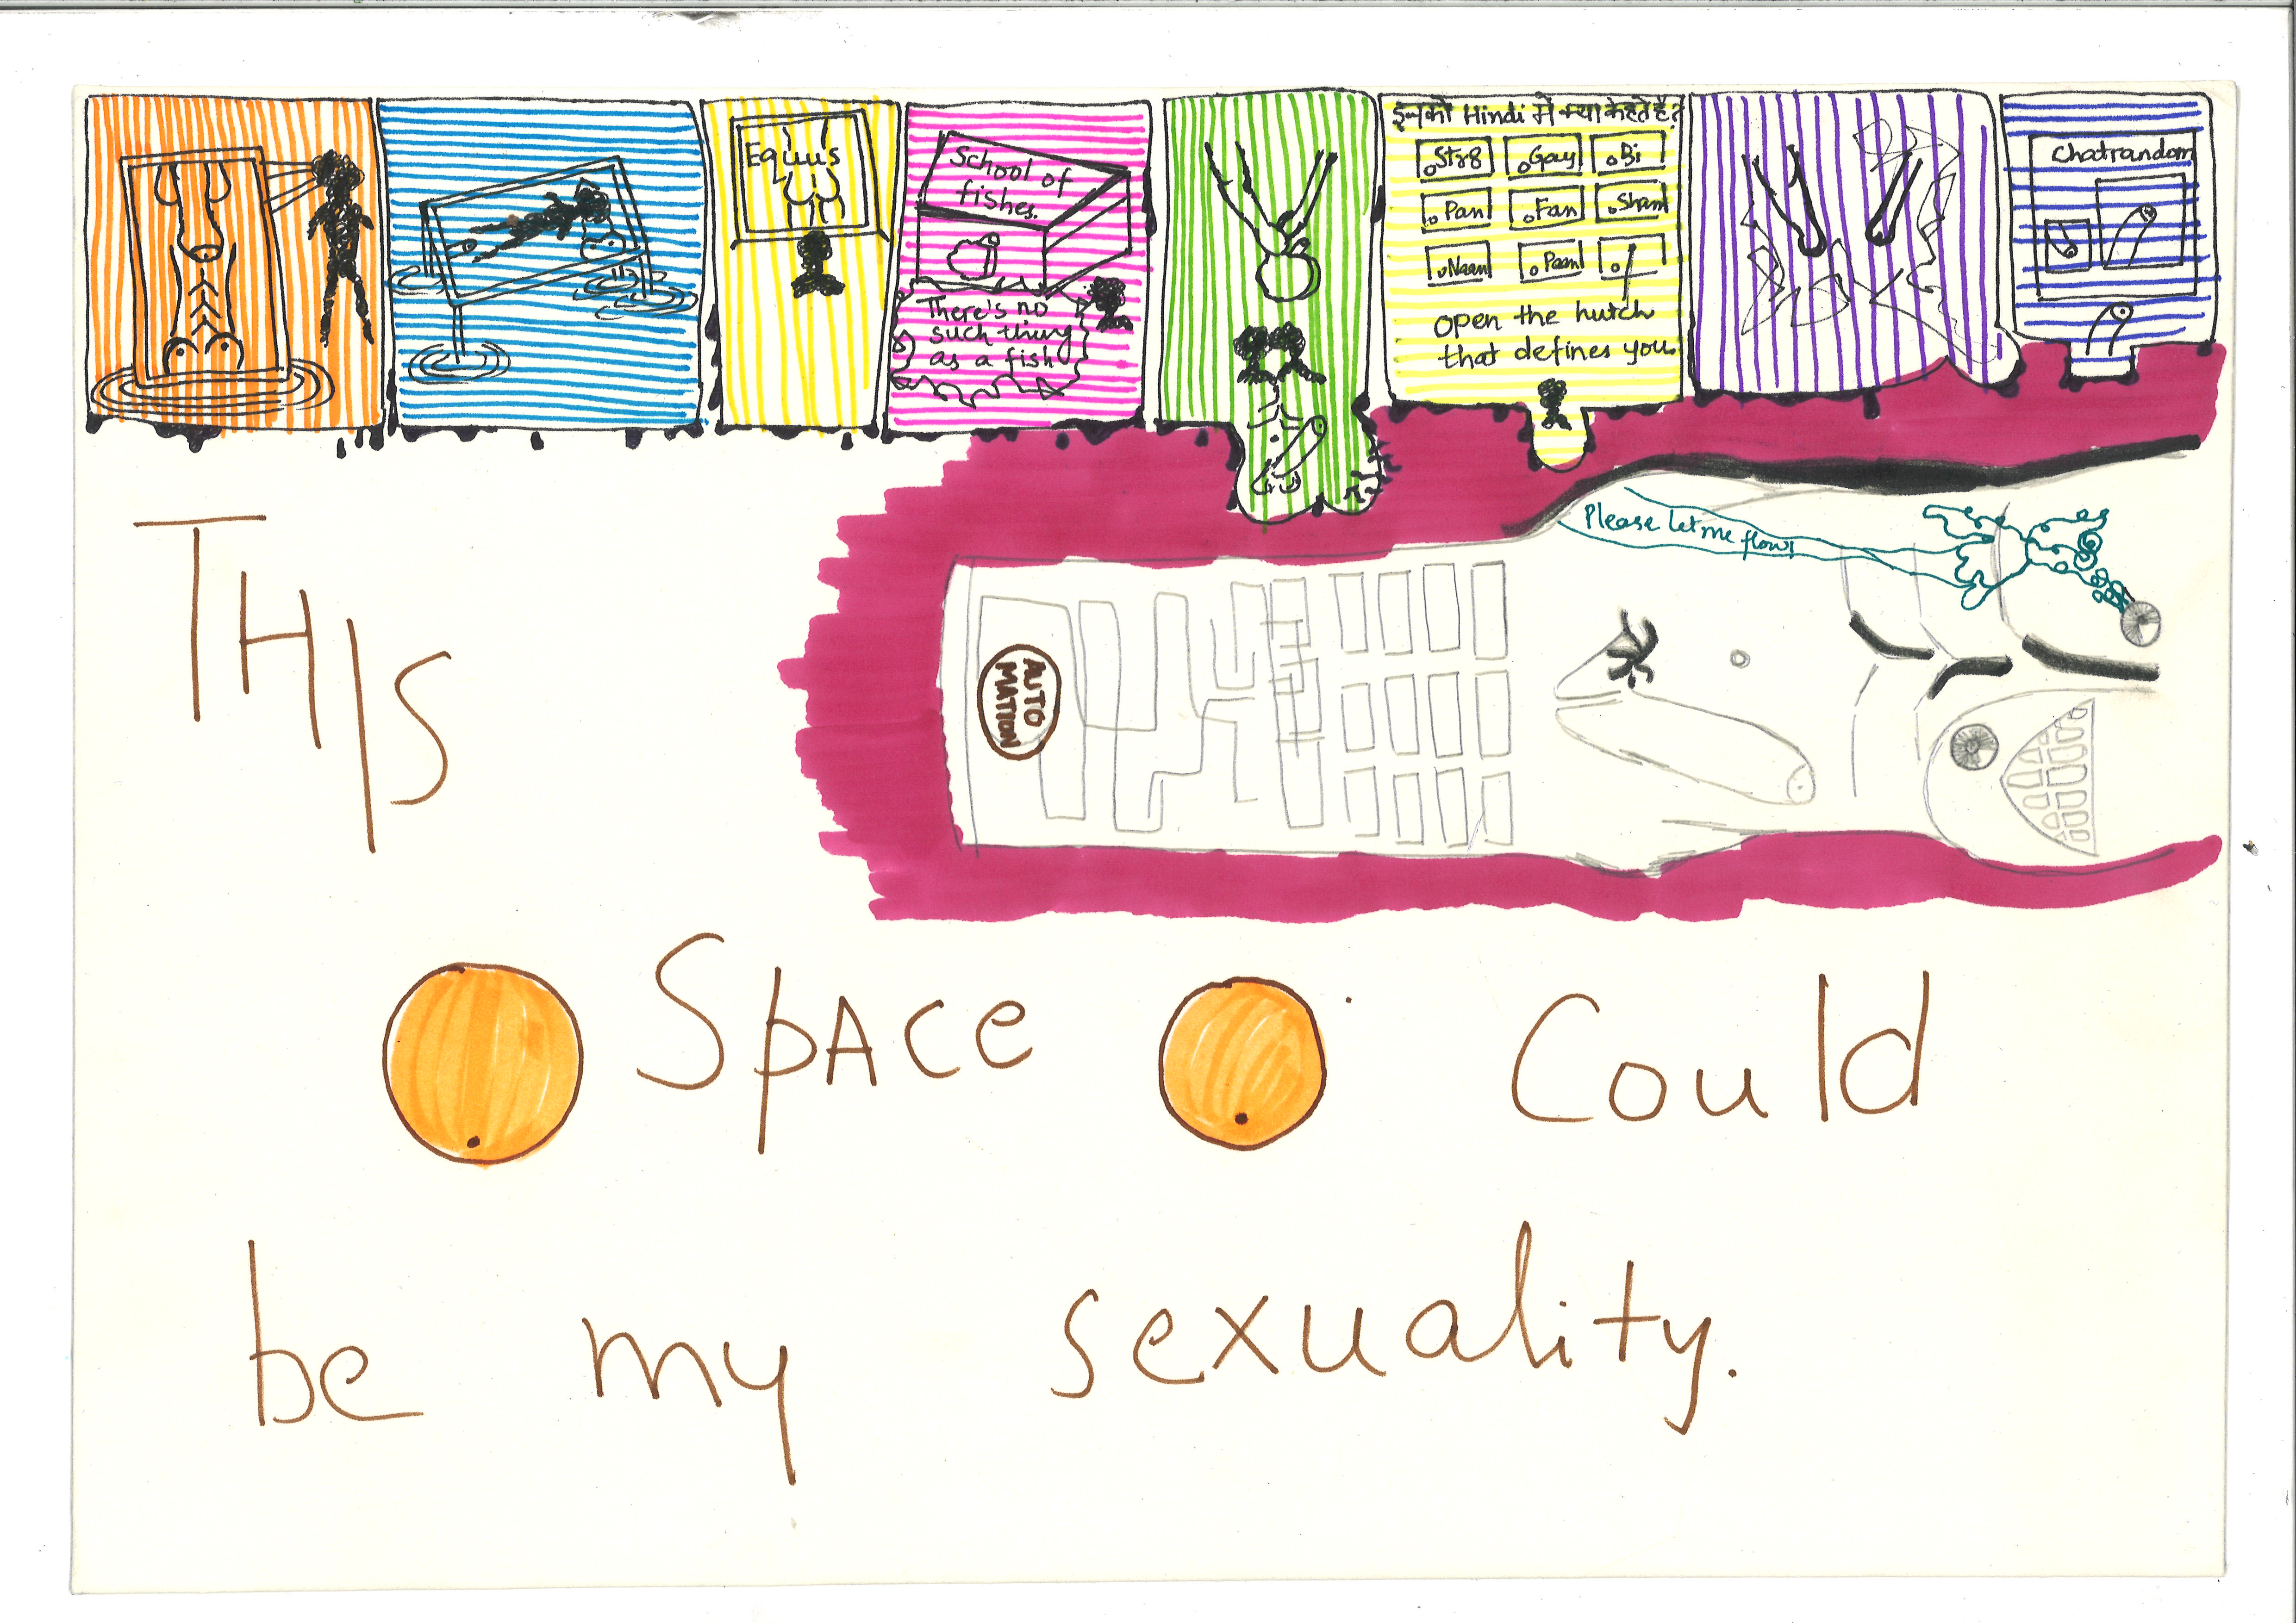 Equus
School of
fishes.
There's no
such thing
as a fish
इनको Hindi में क्या कहते है?
Str8 Gay Bi
Pan Fan Sham
Naan Paan
open the hutch
that defines you.
Chatrandom
Please let me flow!
AUTO
MATION
THIS
SpACe
Could
be my sexuality.